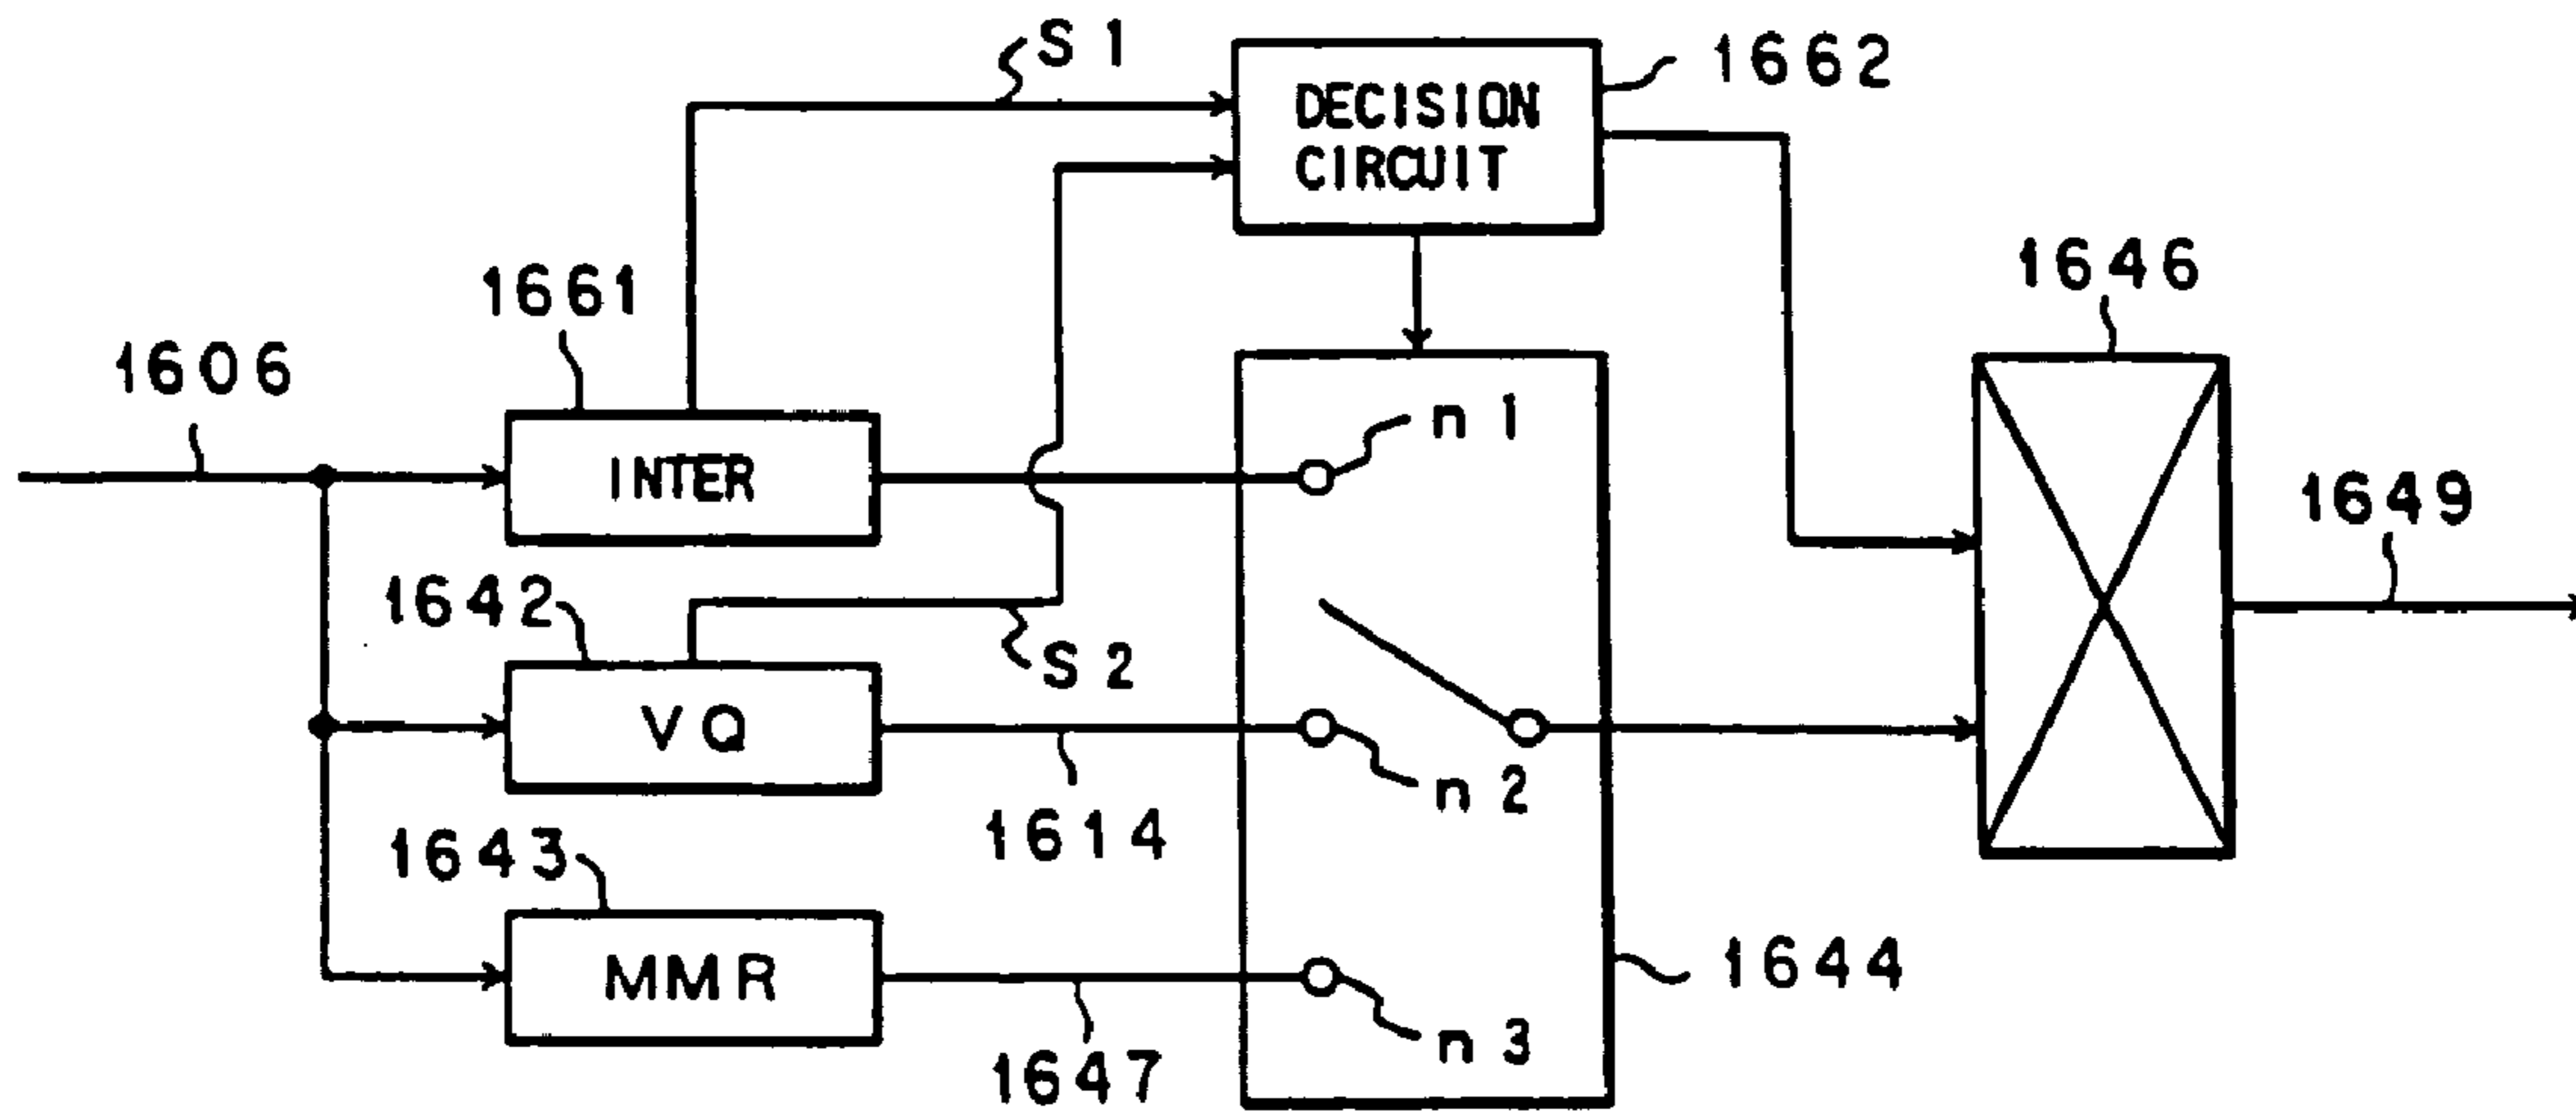 S1
DECISION
CIRCUIT
1662
1661
1606
1646
INTER
n1
1649
1642
S2
VQ
n2
1614
1643
MMR
1644
n3
1647